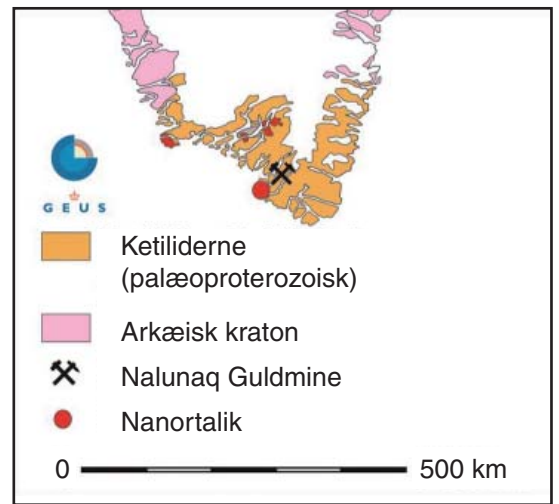 GEUS
Ketiliderne
(palæoproterozoisk)
Arkæisk kraton
Nalunaq Guldmine
Nanortalik
0 500 km